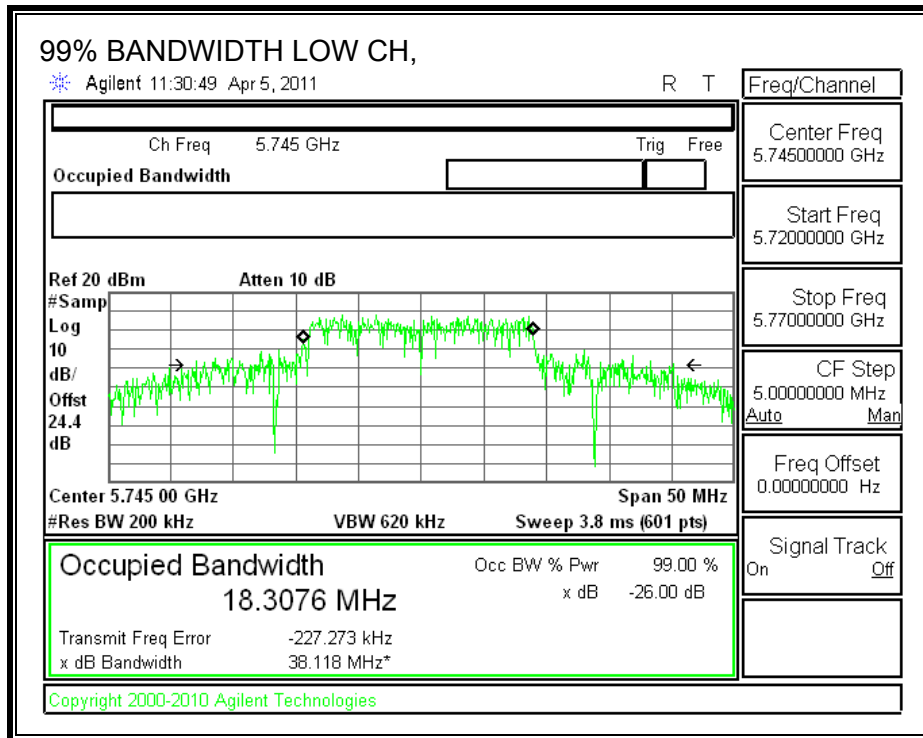 99% BANDWIDTH LOW CH,
Agilent 11:30:49 Apr 5, 2011 R T
Ch Freq 5.745 GHz Trig Free
Occupied Bandwidth
Ref 20 dBm Atten 10 dB
#Samp
Log
10
dB/
Offst
24.4
dB
Center 5.745 00 GHz Span 50 MHz
#Res BW 200 kHz VBW 620 kHz Sweep 3.8 ms (601 pts)
Occupied Bandwidth Occ BW % Pwr 99.00 %
18.3076 MHz x dB -26.00 dB
Transmit Freq Error -227.273 kHz
x dB Bandwidth 38.118 MHz*
Copyright 2000-2010 Agilent Technologies
Freq/Channel
Center Freq
5.74500000 GHz
Start Freq
5.72000000 GHz
Stop Freq
5.77000000 GHz
CF Step
5.00000000 MHz
Auto Man
Freq Offset
0.00000000 Hz
Signal Track
On Off